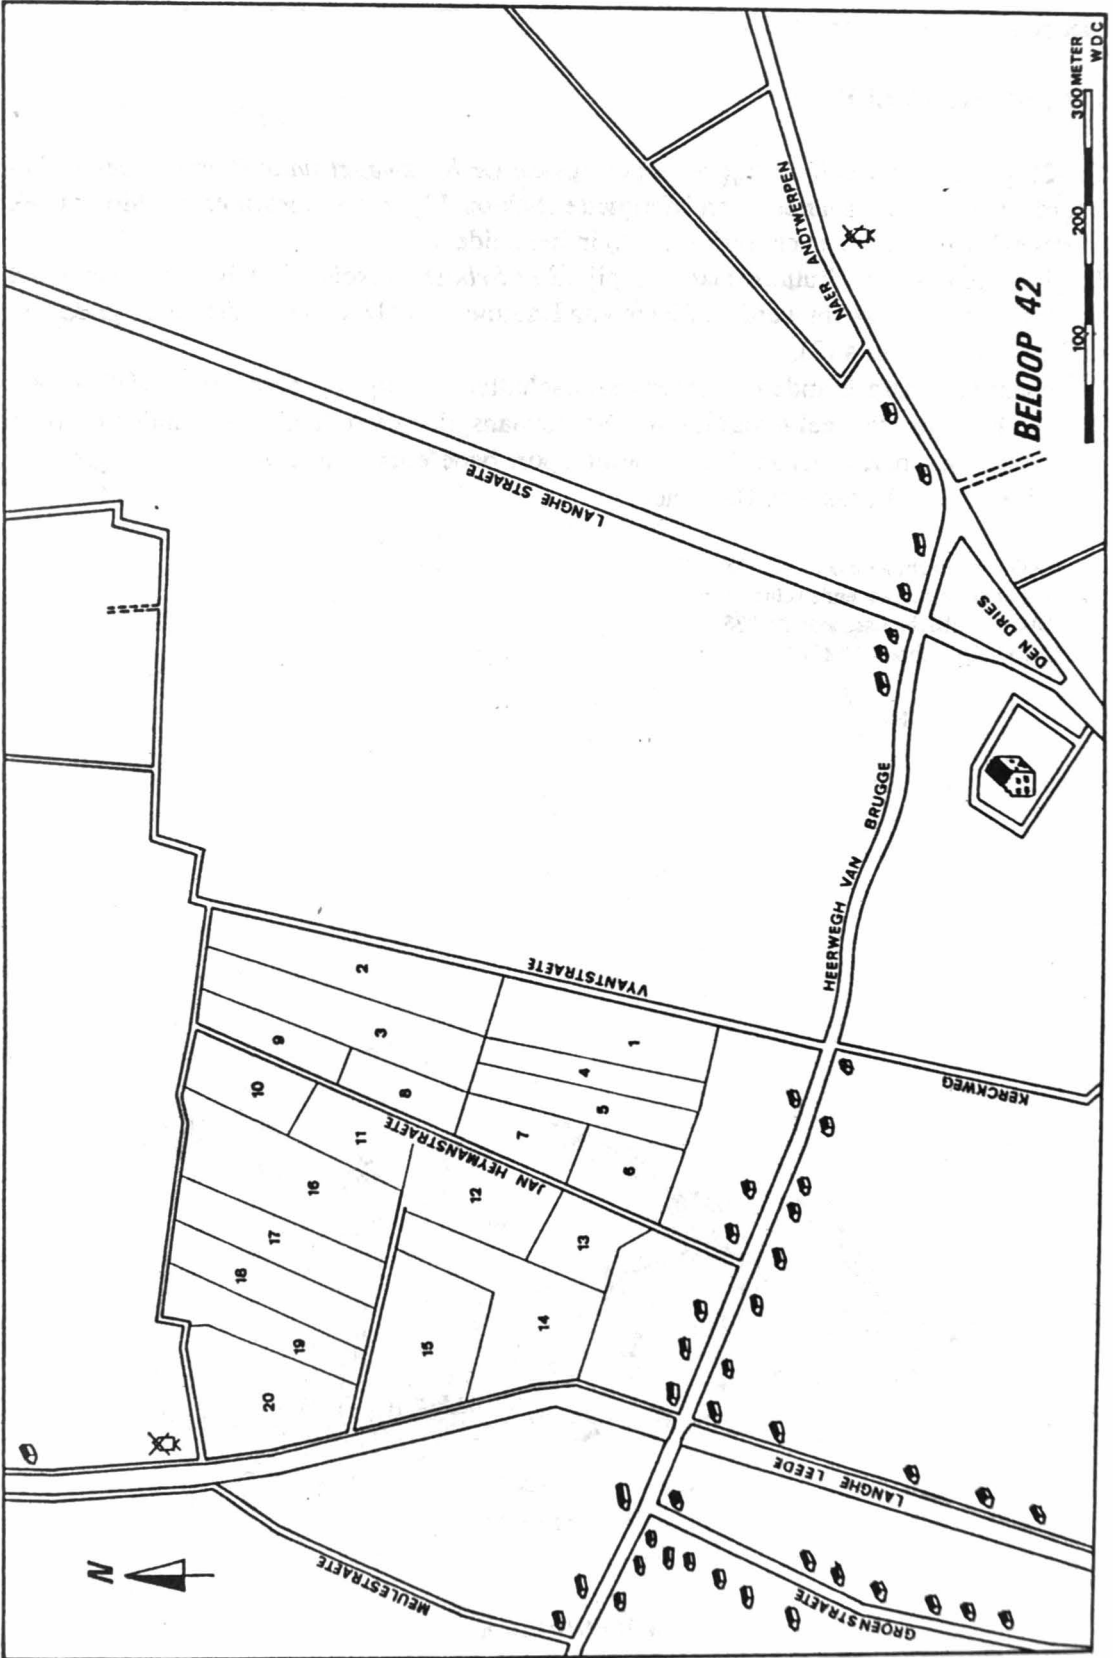 N
MEULESTRAETE
GROENSTRAETE
LANGHE LEEDE
20
19
18
17
16
15
14
13
12
11
10
9
8
7
6
5
4
3
2
1
JAN HEYMANSTRAETE
VYANTSTRAETE
KERCKWEG
HEERWEGH VAN BRUGGE
LANGHE STRAETE
DEN DRIES
NAER ANDTWERPEN
BELOOP 42
100 200 300 METER
WDC